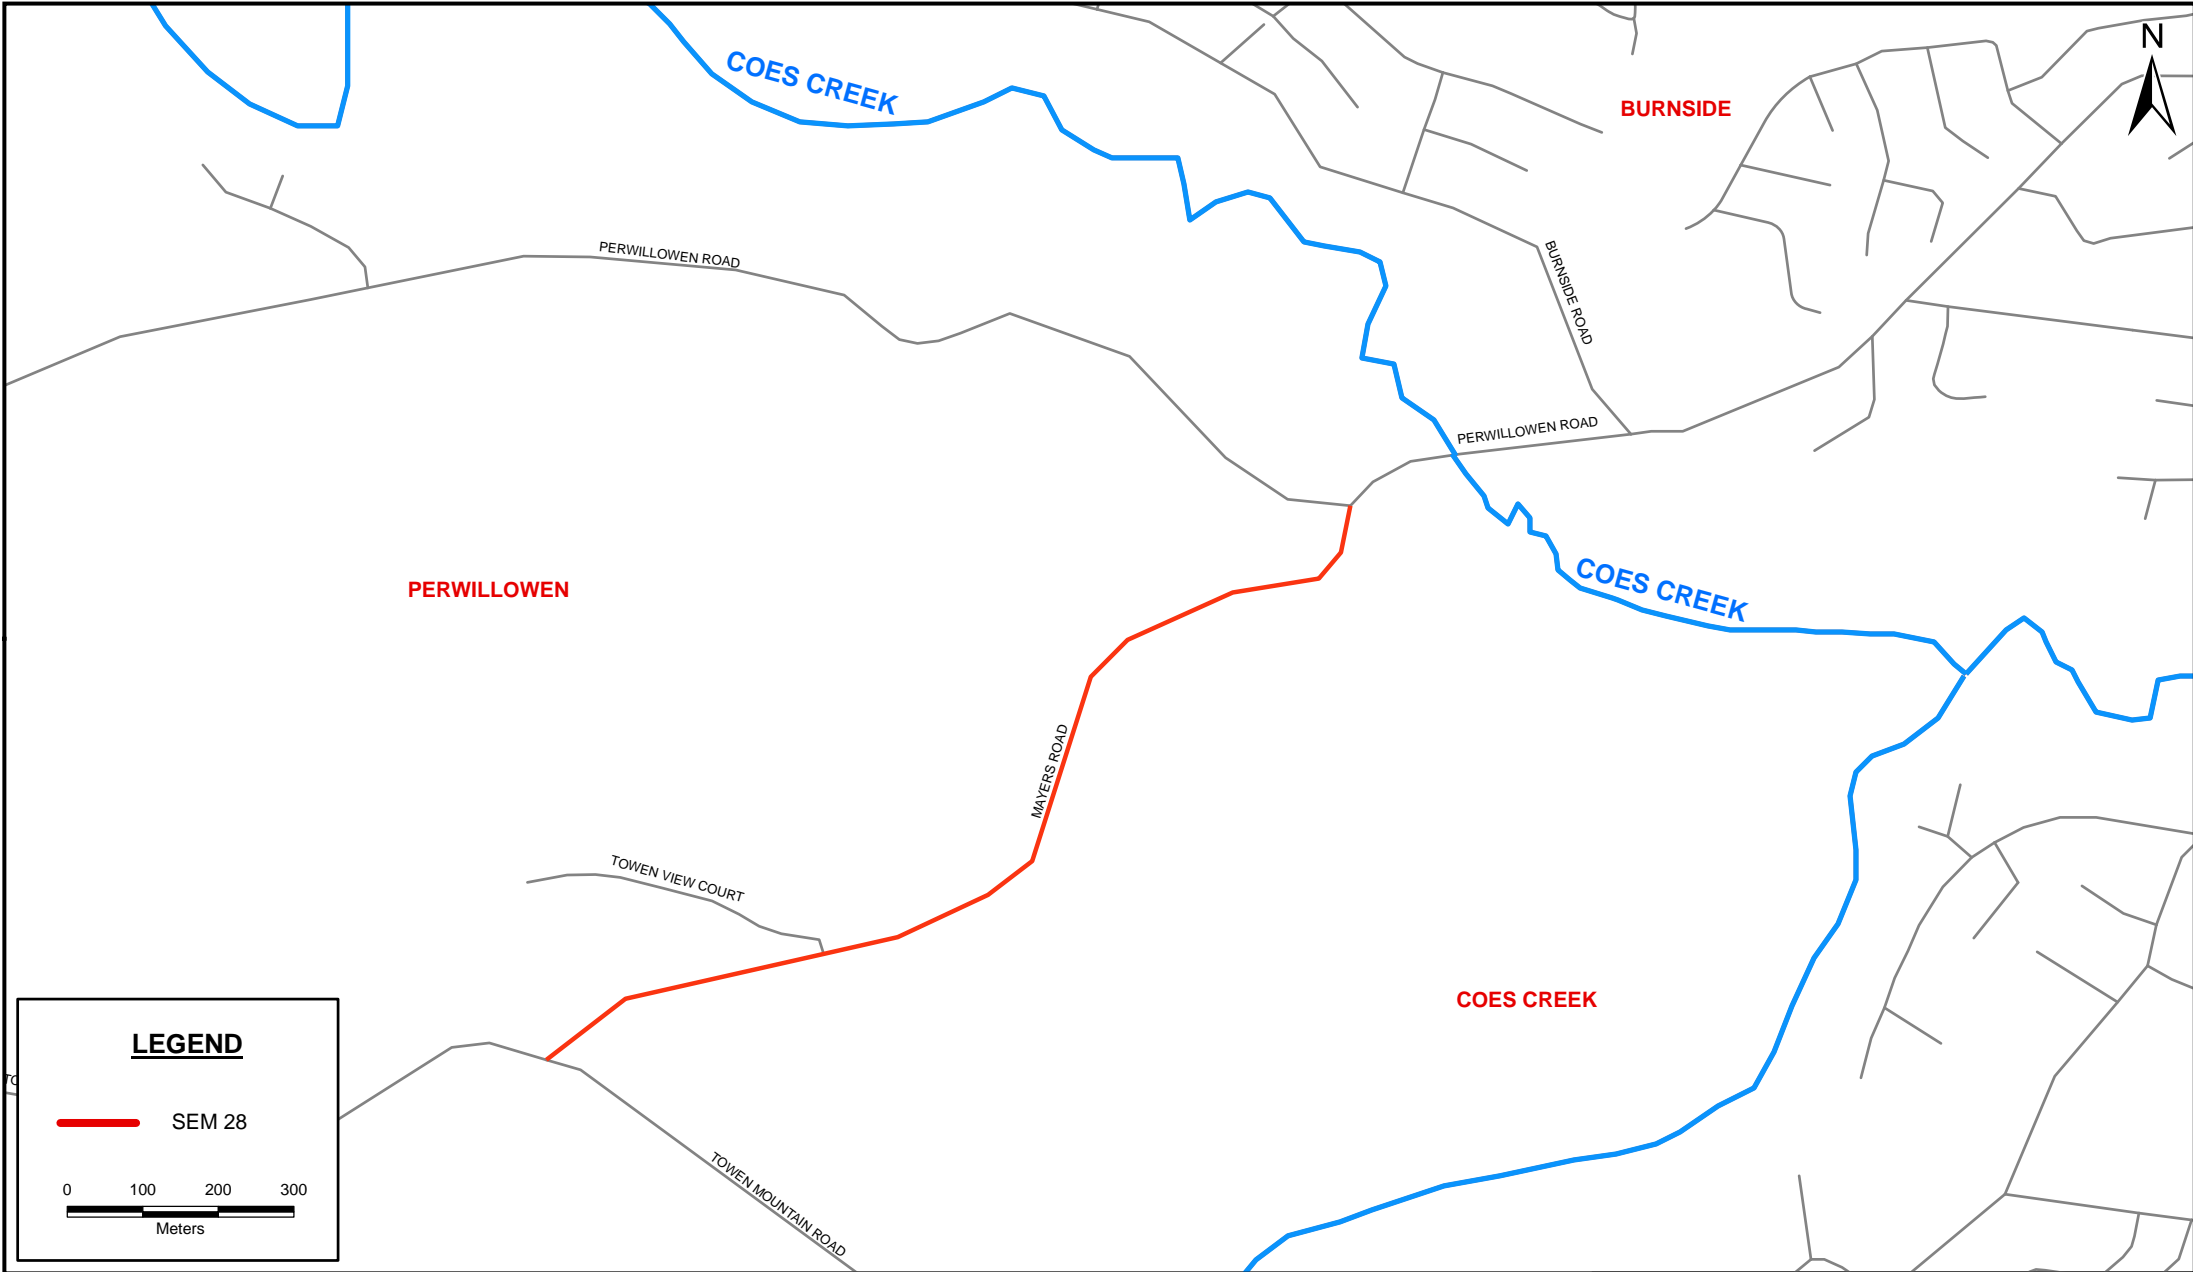 N
COES CREEK
BURNSIDE
PERWILLOWEN ROAD
BURNSIDE ROAD
PERWILLOWEN ROAD
PERWILLOWEN
COES CREEK
MAYERS ROAD
TOWEN VIEW COURT
COES CREEK
LEGEND
SEM 28
0 100 200 300
Meters
TOWEN MOUNTAIN ROAD